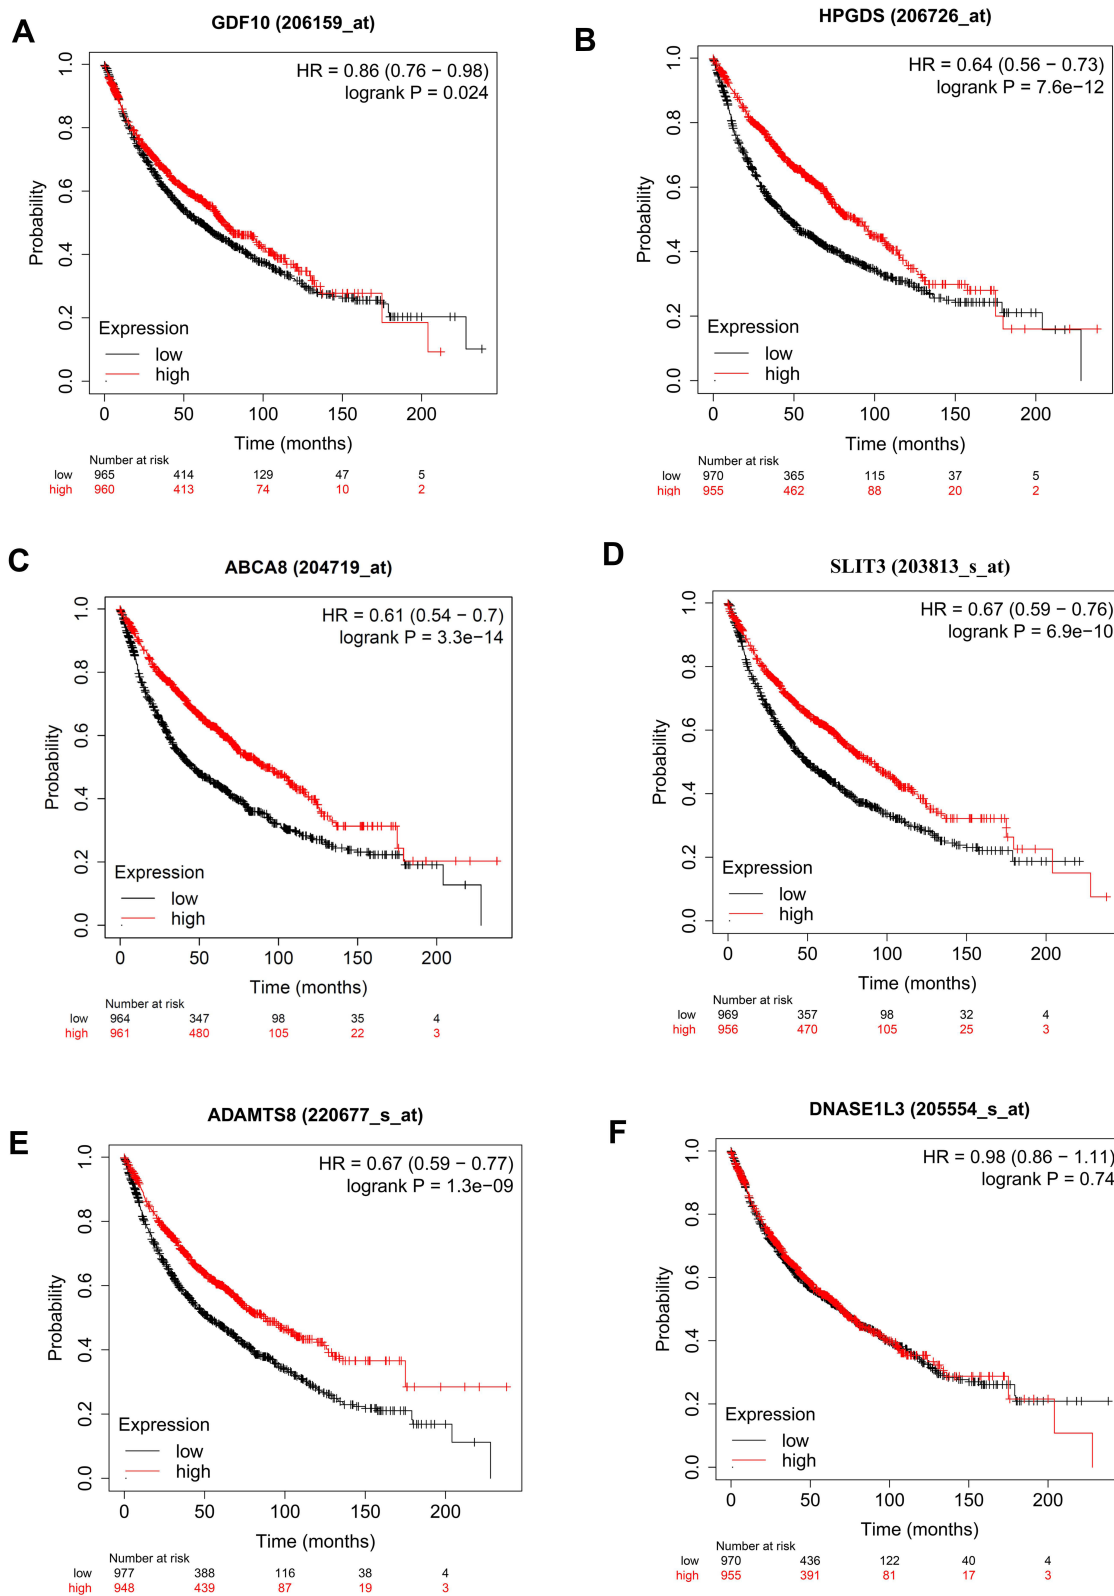 A
GDF10 (206159_at)
HR = 0.86 (0.76 − 0.98)
logrank P = 0.024
Probability
1.0
0.8
0.6
0.4
0.2
0.0
Expression
low
high
0 50 100 150 200
Time (months)
Number at risk
low 965 414 129 47 5
high 960 413 74 10 2
B
HPGDS (206726_at)
HR = 0.64 (0.56 − 0.73)
logrank P = 7.6e−12
Probability
1.0
0.8
0.6
0.4
0.2
0.0
Expression
low
high
0 50 100 150 200
Time (months)
Number at risk
low 970 365 115 37 5
high 955 462 88 20 2
C
ABCA8 (204719_at)
HR = 0.61 (0.54 − 0.7)
logrank P = 3.3e−14
Probability
1.0
0.8
0.6
0.4
0.2
0.0
Expression
low
high
0 50 100 150 200
Time (months)
Number at risk
low 964 347 98 35 4
high 961 480 105 22 3
D
SLIT3 (203813_s_at)
HR = 0.67 (0.59 − 0.76)
logrank P = 6.9e−10
Probability
1.0
0.8
0.6
0.4
0.2
0.0
Expression
low
high
0 50 100 150 200
Time (months)
Number at risk
low 969 357 98 32 4
high 956 470 105 25 3
E
ADAMTS8 (220677_s_at)
HR = 0.67 (0.59 − 0.77)
logrank P = 1.3e−09
Probability
1.0
0.8
0.6
0.4
0.2
0.0
Expression
low
high
0 50 100 150 200
Time (months)
Number at risk
low 977 388 116 38 4
high 948 439 87 19 3
F
DNASE1L3 (205554_s_at)
HR = 0.98 (0.86 − 1.11)
logrank P = 0.74
Probability
1.0
0.8
0.6
0.4
0.2
0.0
Expression
low
high
0 50 100 150 200
Time (months)
Number at risk
low 970 436 122 40 4
high 955 391 81 17 3